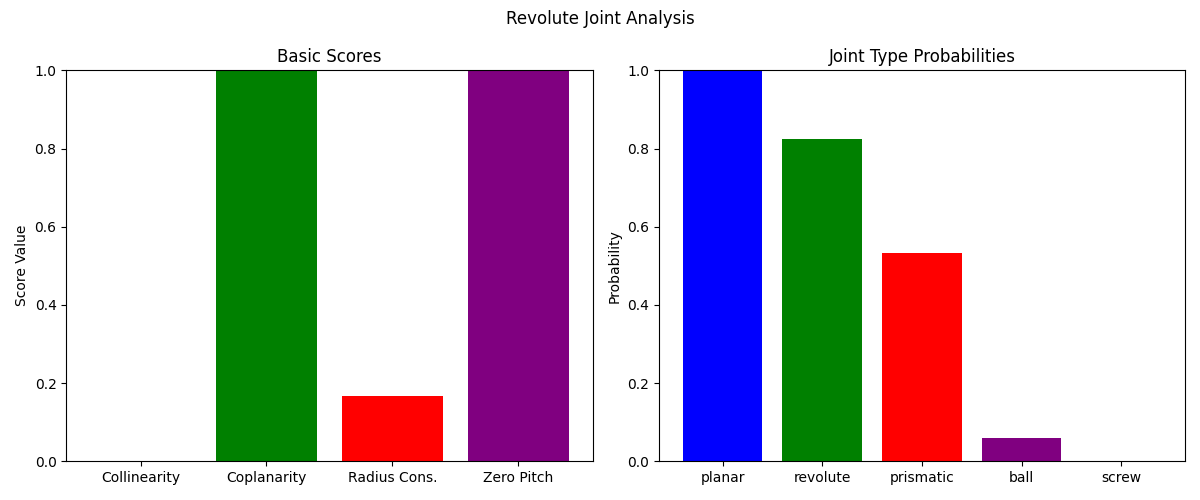 Revolute Joint Analysis
Basic Scores
Score Value
1.0
0.8
0.6
0.4
0.2
0.0
Collinearity
Coplanarity
Radius Cons.
Zero Pitch
Joint Type Probabilities
Probability
1.0
0.8
0.6
0.4
0.2
0.0
planar
revolute
prismatic
ball
screw